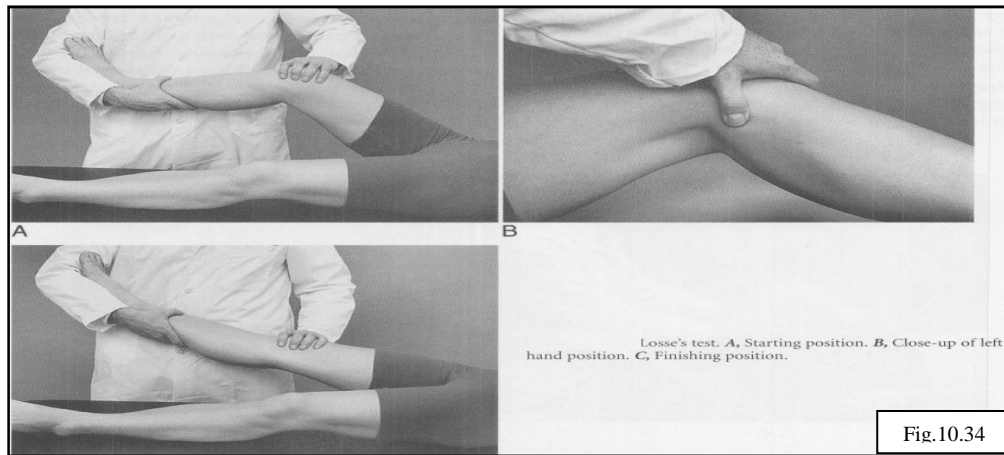 A
B
Losse's test. A, Starting position. B, Close-up of left
hand position. C, Finishing position.
Fig.10.34